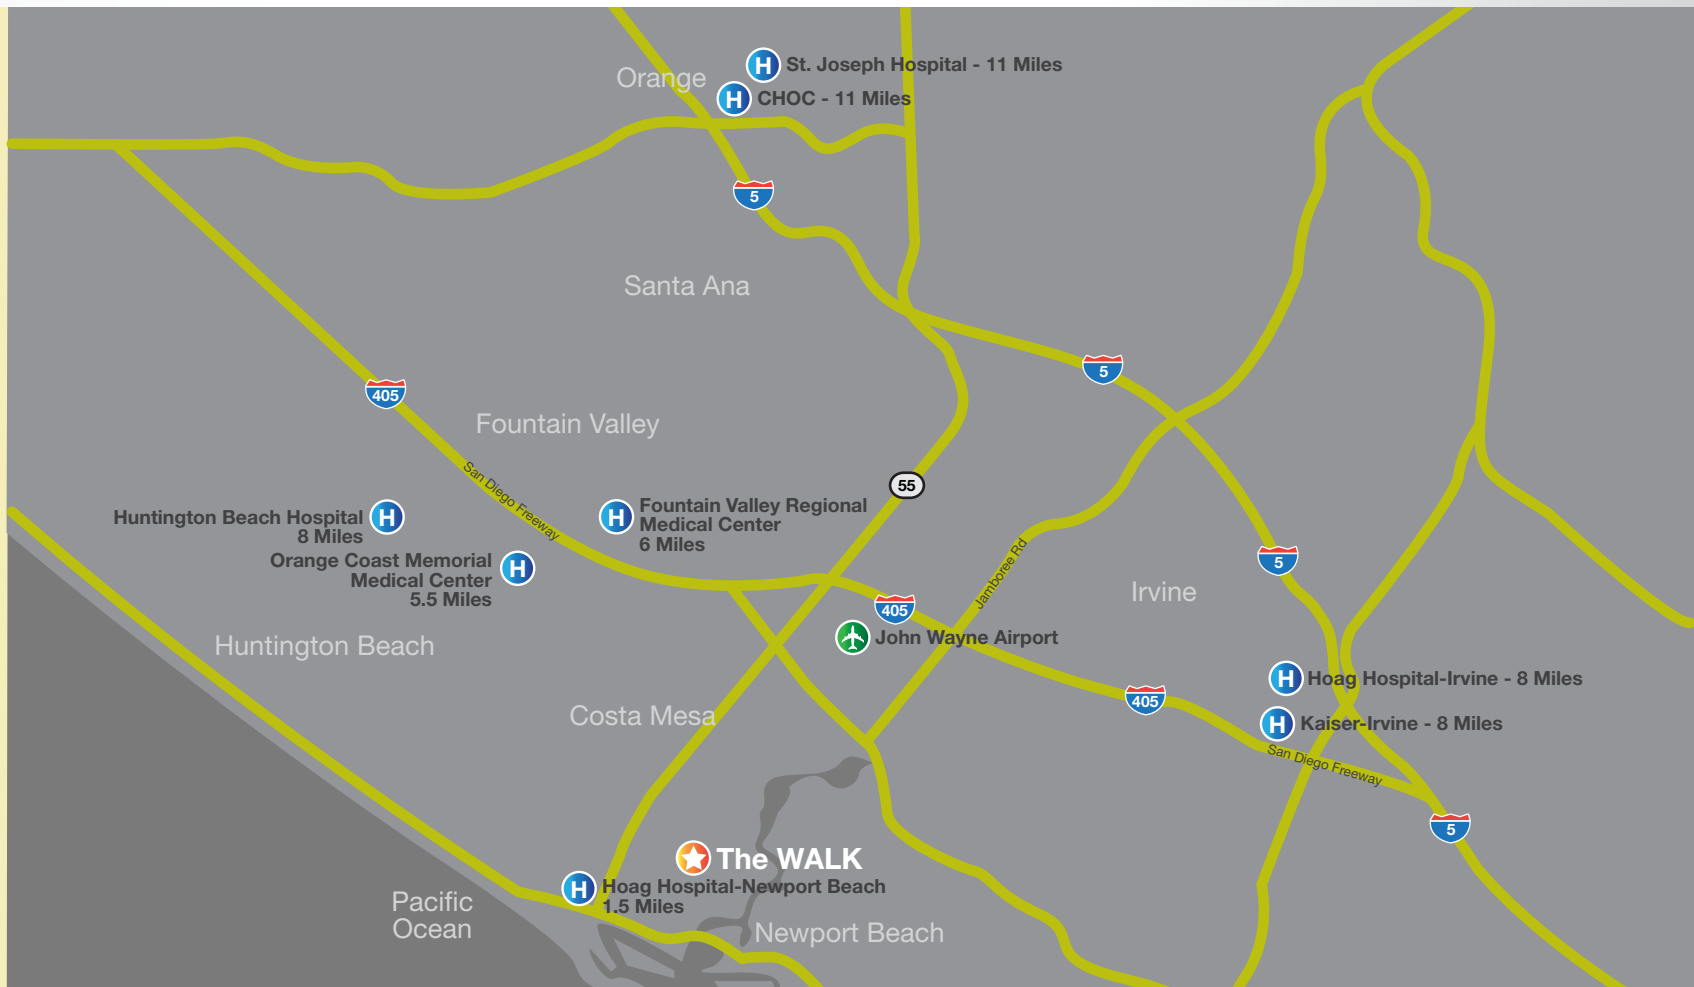 St. Joseph Hospital - 11 Miles
Orange
CHOC - 11 Miles
5
Santa Ana
5
405
Fountain Valley
San Diego Freeway
55
Huntington Beach Hospital
8 Miles
Fountain Valley Regional
Medical Center
6 Miles
Orange Coast Memorial
Medical Center
5.5 Miles
Jamboree Rd
5
Irvine
405
John Wayne Airport
Huntington Beach
Hoag Hospital-Irvine - 8 Miles
405
Costa Mesa
Kaiser-Irvine - 8 Miles
San Diego Freeway
5
The WALK
Hoag Hospital-Newport Beach
1.5 Miles
Pacific
Ocean
Newport Beach